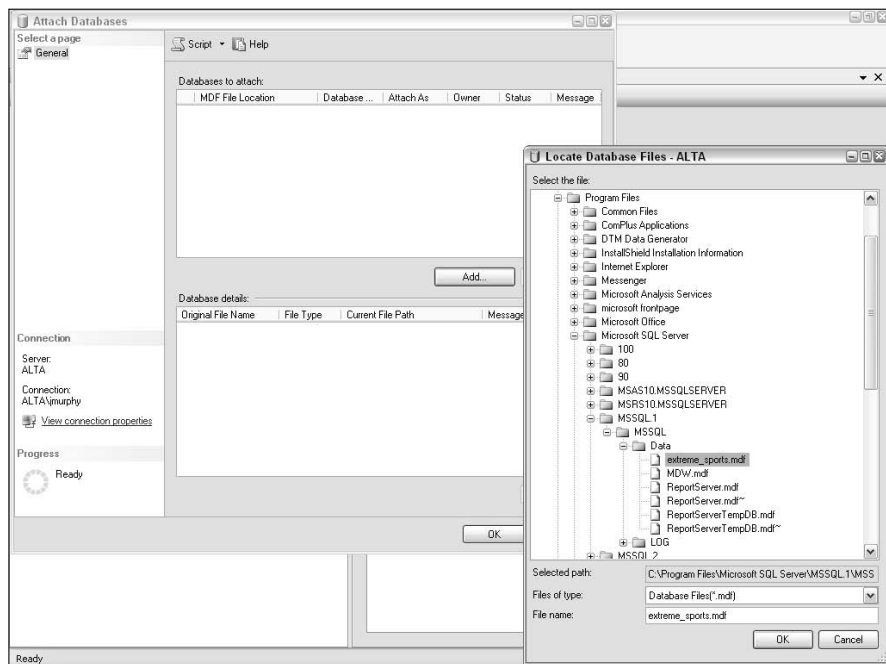 Attach Databases
Select a page
General
Script
Help
Databases to attach:
MDF File Location
Database ...
Attach As
Owner
Status
Message
Add...
Database details:
Original File Name
File Type
Current File Path
Message
Connection
Server:
ALTA
Connection:
ALTA\jmurphy
View connection properties
Progress
Ready
OK
Locate Database Files - ALTA
Select the file:
Program Files
Common Files
ComPlus Applications
DTM Data Generator
InstallShield Installation Information
Internet Explorer
Messenger
Microsoft Analysis Services
microsoft frontpage
Microsoft Office
Microsoft SQL Server
100
80
90
MSAS10.MSSQLSERVER
MSRS10.MSSQLSERVER
MSSQL.1
MSSQL
Data
extreme_sports.mdf
MDW.mdf
ReportServer.mdf
ReportServer.mdf~
ReportServerTempDB.mdf
ReportServerTempDB.mdf~
LOG
MSSQL.2
Selected path:
C:\Program Files\Microsoft SQL Server\MSSQL.1\MSS
Files of type:
Database Files(*.mdf)
File name:
extreme_sports.mdf
OK
Cancel
Ready